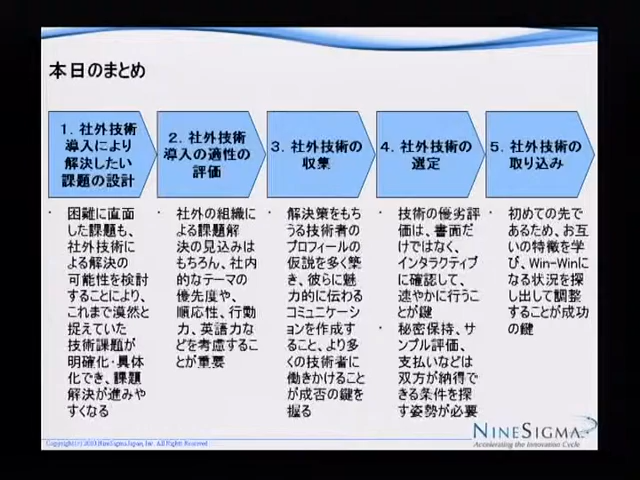 本日のまとめ
1. 社外技術
導入により
解決したい
課題の設計
2. 社外技術
導入の適性の
評価
3. 社外技術の
収集
4. 社外技術の
選定
5. 社外技術の
取り込み
・ 困難に直面
した課題も、
社外技術に
よる解決の
可能性を検討
することにより、
これまで漠然と
捉えていた
技術課題が
明確化・具体
化でき、課題
解決が進みや
すくなる
・ 社外の組織に
よる課題解
決の見込みは
もちろん、社内
的なテーマの
優先度や、
順応性、行動
力、英語力な
どを考慮するこ
とが重要
・ 解決策をもち
うる技術者の
プロフィールの
仮説を多く築
き、彼らに魅
力的に伝わる
コミュニケーシ
ョンを作成す
ること、より多
くの技術者に
働きかけること
が成否の鍵を
握る
・ 技術の優劣評
価は、書面だ
けではなく、
インタラクティブ
に確認して、
速やかに行うこ
とが鍵
・ 秘密保持、サ
ンプル評価、
支払いなどは
双方が納得で
きる条件を探
す姿勢が必要
・ 初めての先で
あるため、お互
いの特徴を学
び、Win-Winに
なる状況を探
し出して調整
することが成功
の鍵
NINESIGMA
Accelerating the Innovation Cycle
NineSigma Japan, Inc. All Rights Reserved